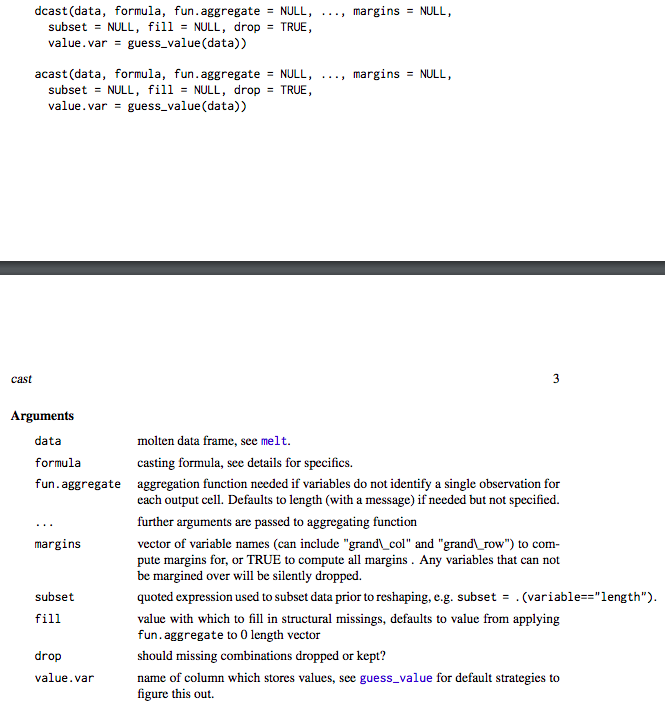 dcast(data, formula, fun.aggregate = NULL, ..., margins = NULL,
subset = NULL, fill = NULL, drop = TRUE,
value.var = guess_value(data))
acast(data, formula, fun.aggregate = NULL, ..., margins = NULL,
subset = NULL, fill = NULL, drop = TRUE,
value.var = guess_value(data))
cast 3
Arguments
data molten data frame, see melt.
formula casting formula, see details for specifics.
fun.aggregate aggregation function needed if variables do not identify a single observation for
each output cell. Defaults to length (with a message) if needed but not specified.
... further arguments are passed to aggregating function
margins vector of variable names (can include "grand\_col" and "grand\_row") to com-
pute margins for, or TRUE to compute all margins . Any variables that can not
be margined over will be silently dropped.
subset quoted expression used to subset data prior to reshaping, e.g. subset = .(variable=="length").
fill value with which to fill in structural missings, defaults to value from applying
fun.aggregate to 0 length vector
drop should missing combinations dropped or kept?
value.var name of column which stores values, see guess_value for default strategies to
figure this out.